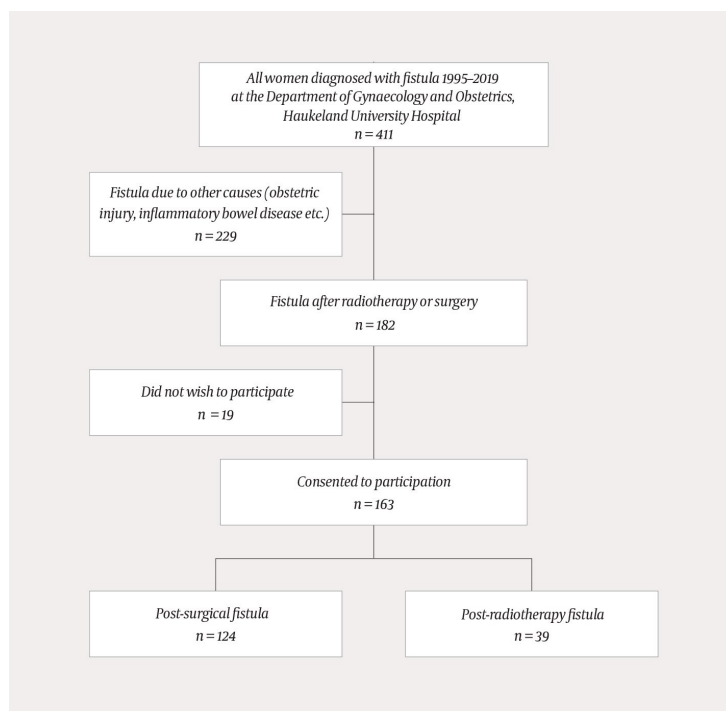 All women diagnosed with fistula 1995–2019
at the Department of Gynaecology and Obstetrics,
Haukeland University Hospital
n = 411
Fistula due to other causes (obstetric
injury, inflammatory bowel disease etc.)
n = 229
Fistula after radiotherapy or surgery
n = 182
Did not wish to participate
n = 19
Consented to participation
n = 163
Post-surgical fistula
n = 124
Post-radiotherapy fistula
n = 39